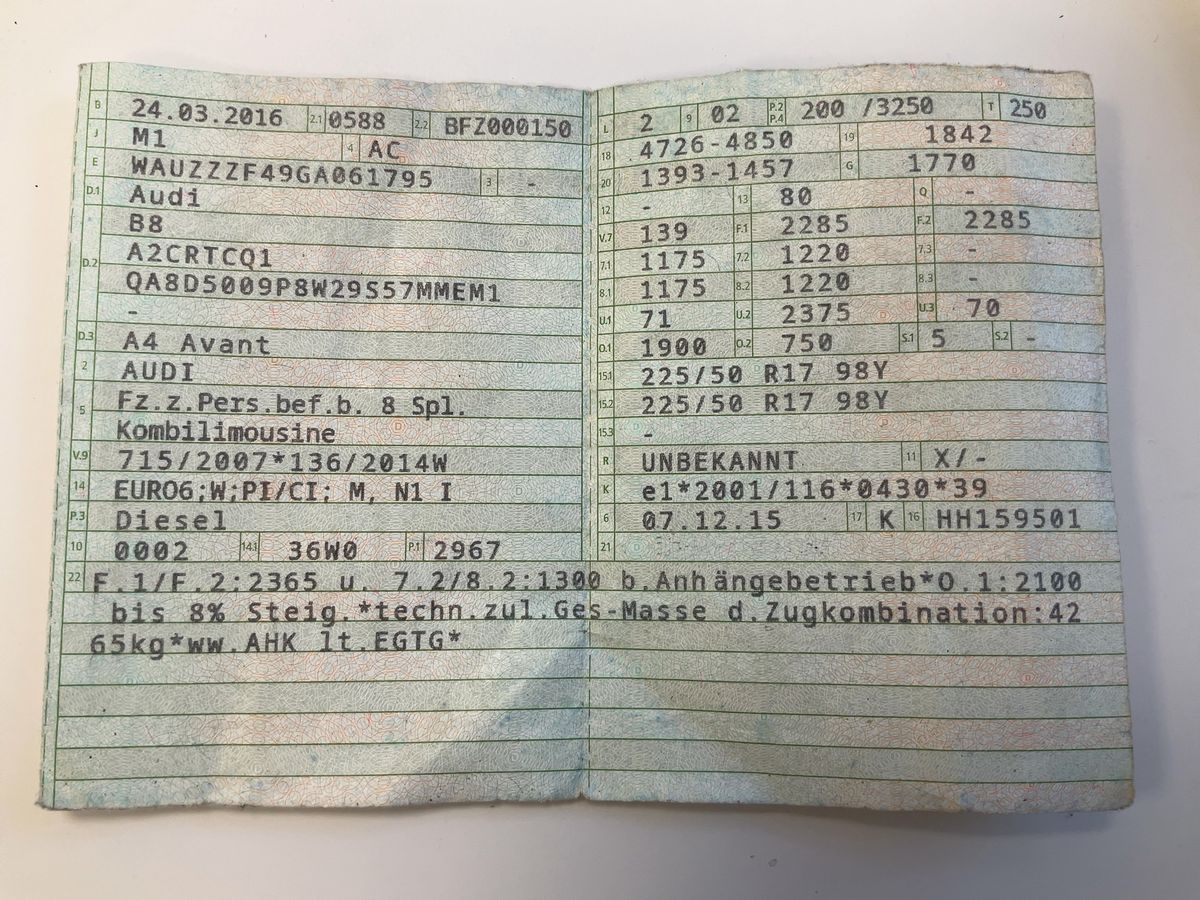 B 24.03.2016 2.1 0588 2.2 BFZ000150
J M1 4 AC
E WAUZZZF49GA061795 3 -
D.1 Audi
B8
D.2 A2CRTCQ1
QA8D5009P8W29S57MMEM1
-
D.3 A4 Avant
2 AUDI
5 Fz.z.Pers.bef.b. 8 Spl.
Kombilimousine
V.9 715/2007*136/2014W
14 EURO6;W;PI/CI; M, N1 I
P.3 Diesel
10 0002 14.1 36W0 P.1 2967
L 2 9 02 P.2 P.4 200 /3250 T 250
18 4726-4850 19 1842
20 1393-1457 G 1770
12 - 13 80 Q -
V.7 139 F.1 2285 F.2 2285
7.1 1175 7.2 1220 7.3 -
8.1 1175 8.2 1220 8.3 -
U.1 71 U.2 2375 U.3 70
O.1 1900 O.2 750 S.1 5 S.2 -
15.1 225/50 R17 98Y
15.2 225/50 R17 98Y
15.3 -
R UNBEKANNT 11 X/-
K e1*2001/116*0430*39
6 07.12.15 17 K 16 HH159501
21
22 F.1/F.2:2365 u. 7.2/8.2:1300 b.Anhängebetrieb*O.1:2100
bis 8% Steig.*techn.zul.Ges-Masse d.Zugkombination:42
65kg*ww.AHK lt.EGTG*